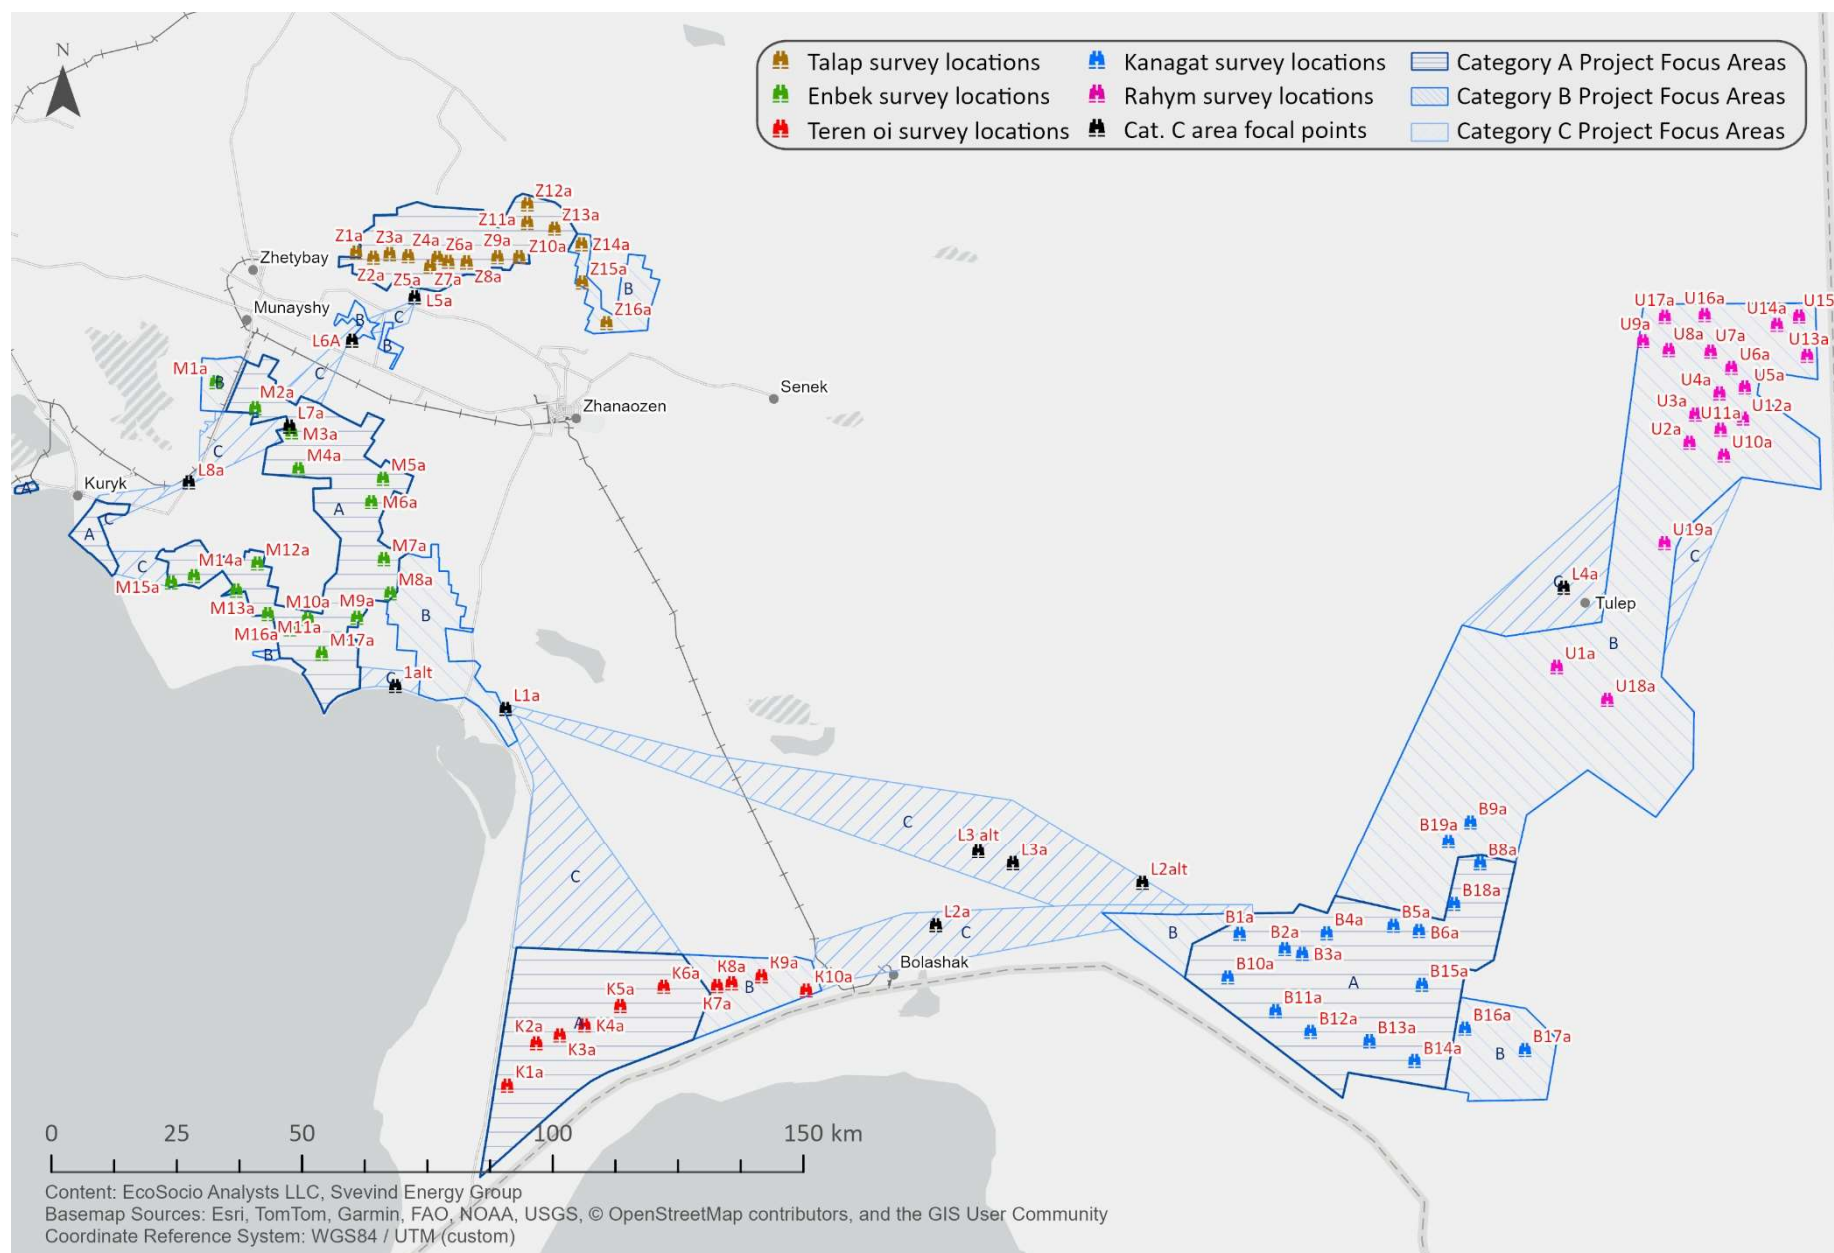 N
Talap survey locations
Enbek survey locations
Teren oi survey locations
Kanagat survey locations
Rahym survey locations
Cat. C area focal points
Category A Project Focus Areas
Category B Project Focus Areas
Category C Project Focus Areas
Z12a
Z11a
Z13a
Z1a
Z3a
Z4a
Z6a
Z9a
Z10a
Z14a
Zhetybay
Z2a
Z5a
Z7a
Z8a
Z15a
B
L5a
Munayshy
B
C
Z16a
L6A
B
M1a
B
C
M2a
Senek
L7a
Zhanaozen
M3a
C
L8a
M4a
M5a
Kuryk
A
M6a
A
C
A
M7a
M14a
M12a
C
M15a
M8a
M13a
M10a
M9a
B
M16a
M11a
M17a
B
C
1alt
L1a
U17a
U16a
U14a
U15
U9a
U8a
U7a
U13a
U6a
U4a
U5a
U3a
U11a
U12a
U2a
U10a
U19a
C
C
L4a
Tulep
B
U1a
U18a
C
L3 alt
L3a
L2alt
C
L2a
C
B9a
B19a
B8a
B18a
B1a
B4a
B5a
B
B2a
B6a
B3a
Bolashak
B10a
A
B15a
K6a
K8a
K9a
K10a
B
K5a
K7a
B11a
K2a
A
K4a
B12a
B13a
B16a
K3a
B14a
B
B17a
K1a
0
25
50
100
150 km
Content: EcoSocio Analysts LLC, Svevind Energy Group
Basemap Sources: Esri, TomTom, Garmin, FAO, NOAA, USGS, © OpenStreetMap contributors, and the GIS User Community
Coordinate Reference System: WGS84 / UTM (custom)